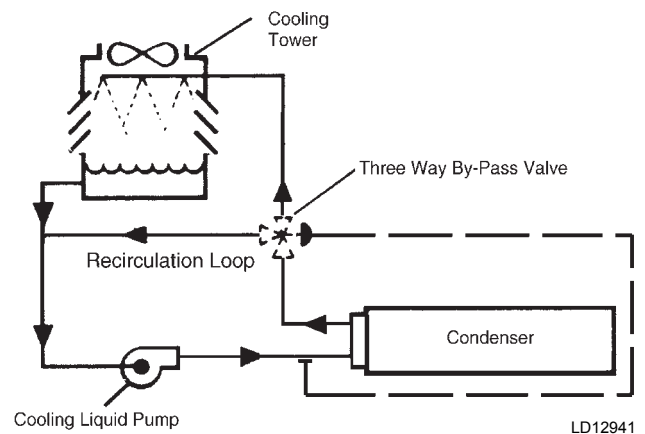 Cooling
Tower
Three Way By-Pass Valve
Recirculation Loop
Condenser
Cooling Liquid Pump
LD12941